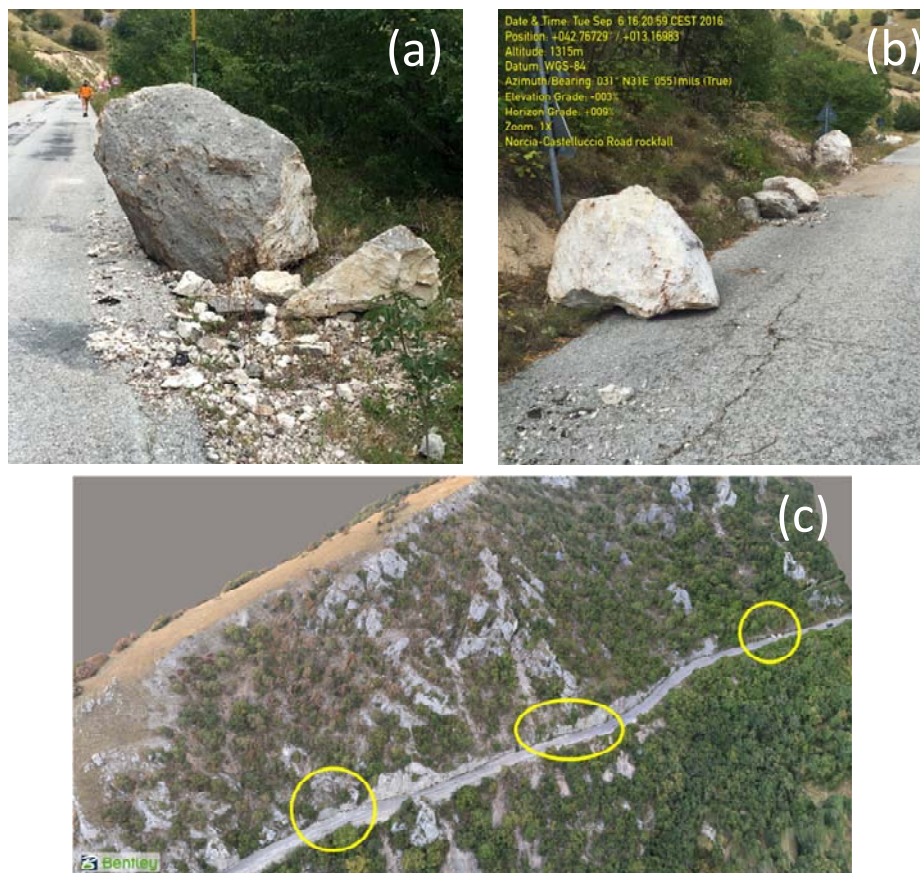 (a)
(b)
Date & Time: Tue Sep 6 16:20:59 CEST 2016
Position: +042.76729° / +013.16983°
Altitude: 1315m
Datum: WGS-84
Azimuth/Bearing: 031° N31E 0551mils (True)
Elevation Grade: -003%
Horizon Grade: +009%
Zoom: 1X
Norcia-Castelluccio Road rockfall
(c)
Bentley